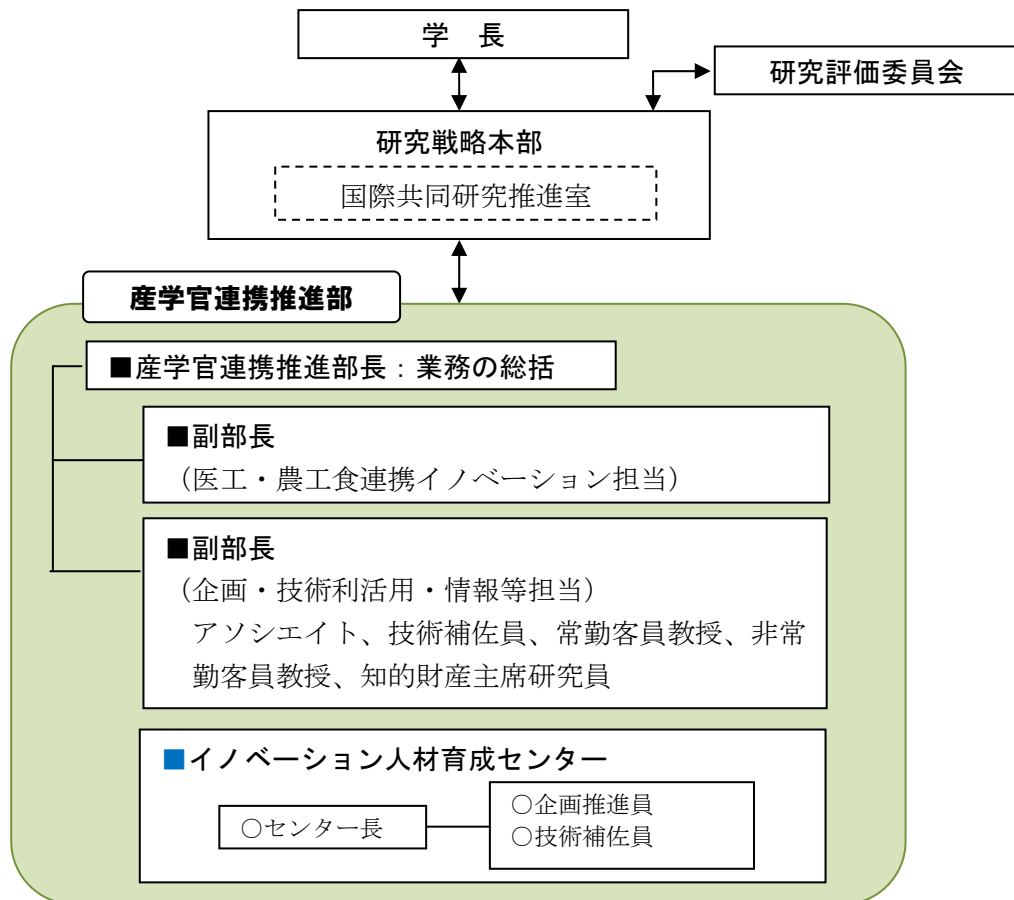 学　長
研究評価委員会
研究戦略本部
国際共同研究推進室
産学官連携推進部
■産学官連携推進部長：業務の総括
■副部長
（医工・農工食連携イノベーション担当）
■副部長
（企画・技術利活用・情報等担当）
アソシエイト、技術補佐員、常勤客員教授、非常
勤客員教授、知的財産主席研究員
■イノベーション人材育成センター
○センター長
○企画推進員
○技術補佐員